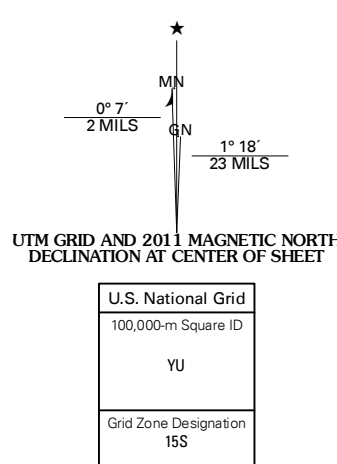 ★
MN
0° 7´
2 MILS
GN
1° 18´
23 MILS
UTM GRID AND 2011 MAGNETIC NORTH
DECLINATION AT CENTER OF SHEET
U.S. National Grid
100,000-m Square ID
YU
Grid Zone Designation
15S